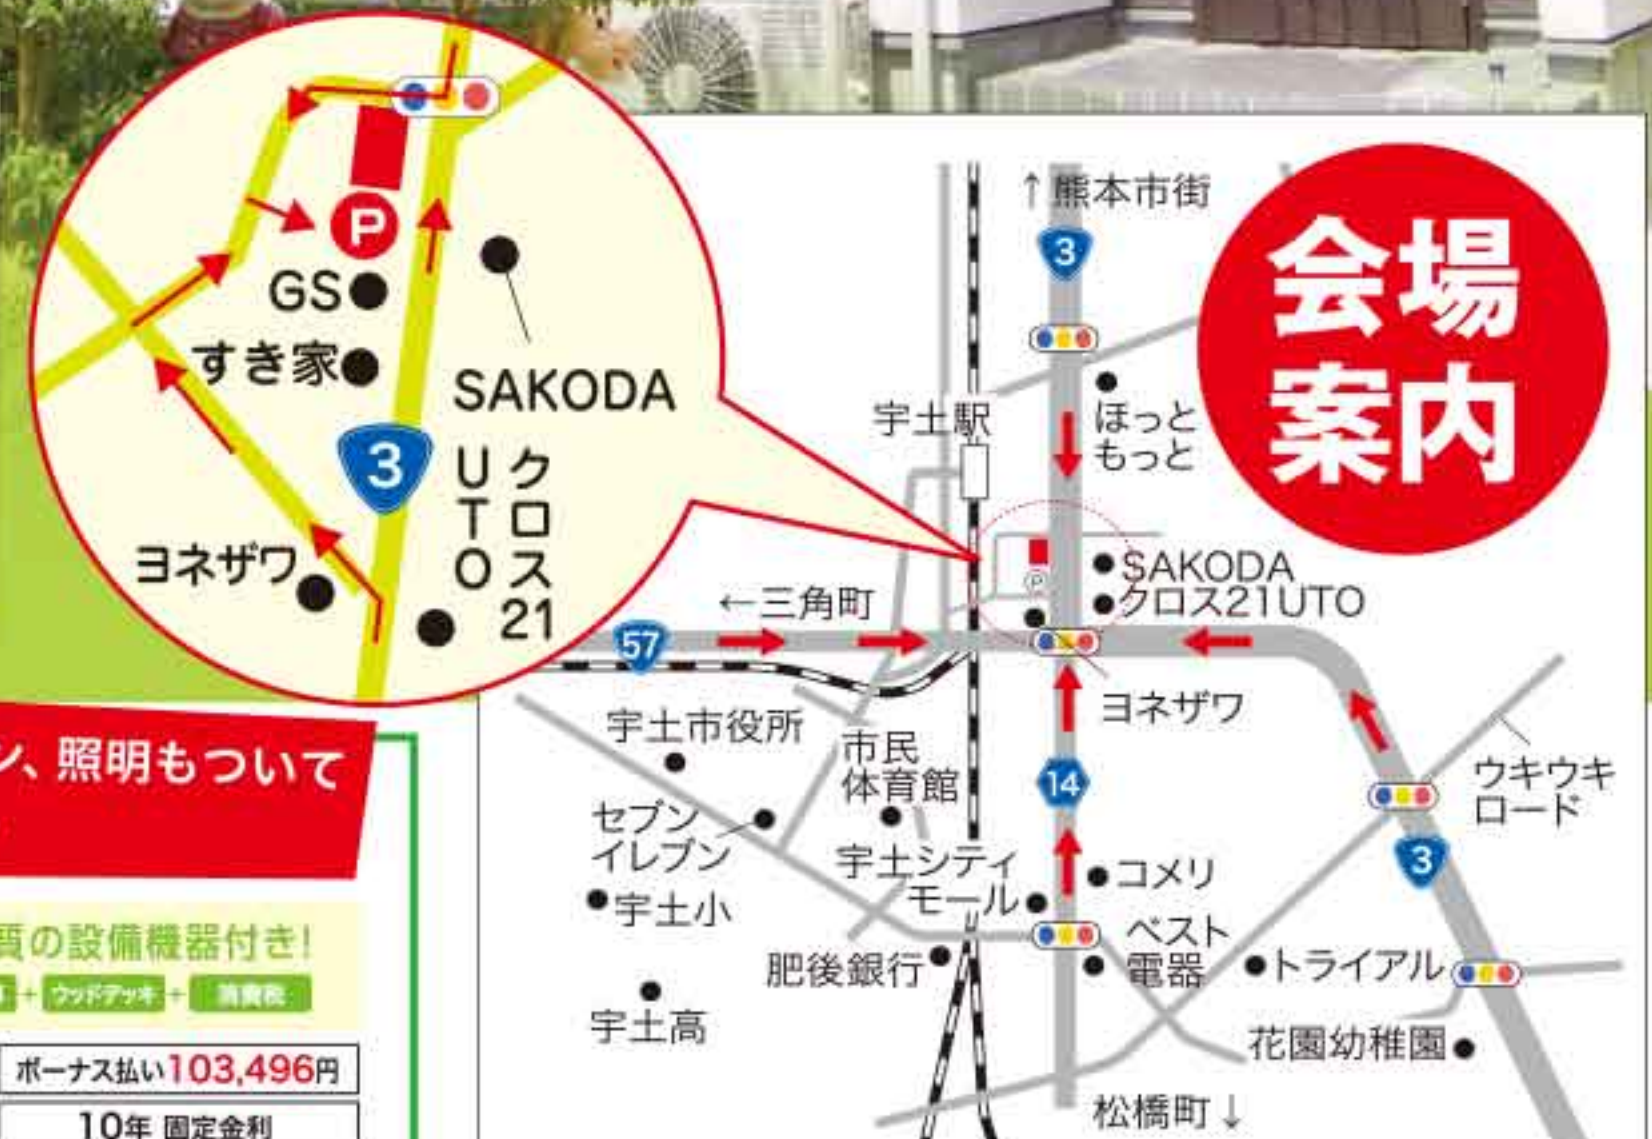 会場
案内
P
GS
すき家
3
SAKODA
クロス21
UTO
ヨネザワ
↑熊本市街
3
ほっと
もっと
宇土駅
P
SAKODA
クロス21UTO
←三角町
57
ヨネザワ
宇土市役所
市民
体育館
14
ウキウキ
ロード
セブン
イレブン
宇土シティ
モール
コメリ
3
宇土小
ベスト
電器
肥後銀行
トライアル
宇土高
花園幼稚園
松橋町↓
ン、照明もついて
質の設備機器付き!
+ ウッドデッキ + 消費税
ボーナス払い103,496円
10年 固定金利